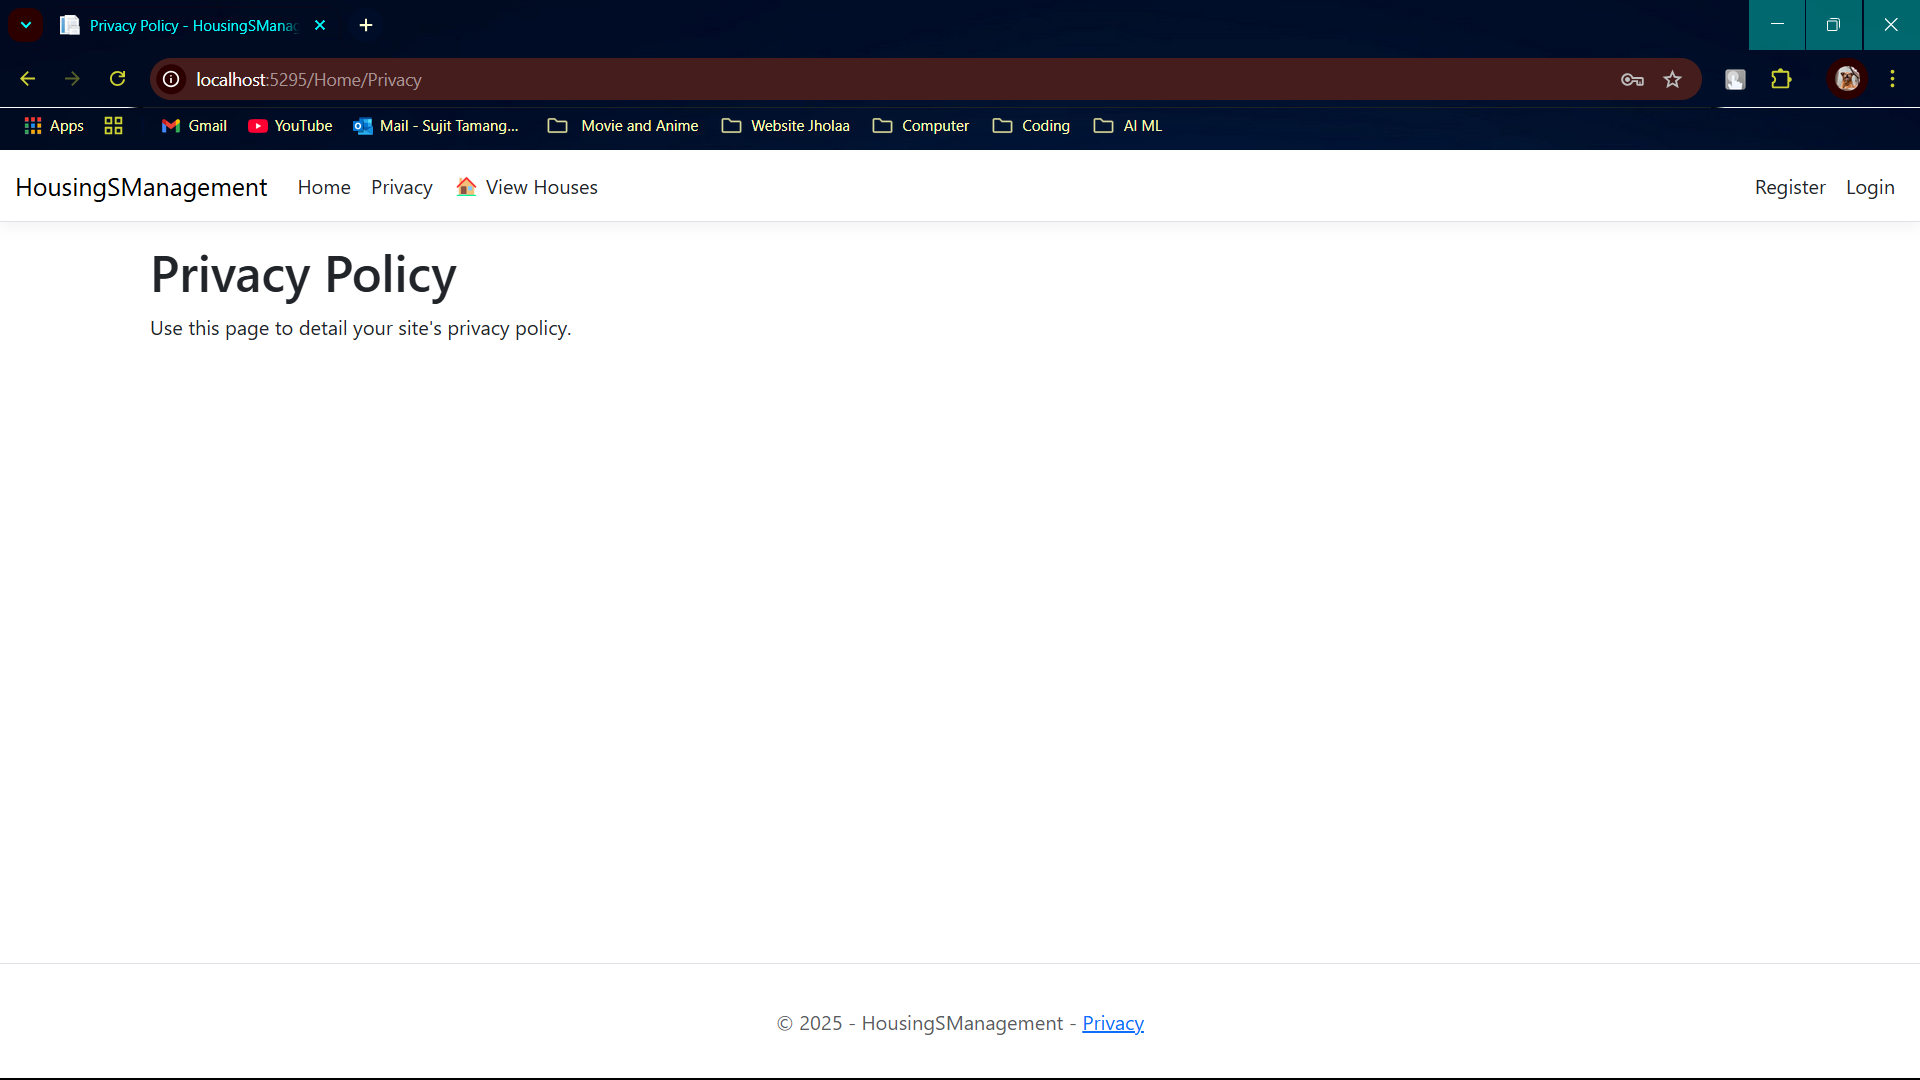 Privacy Policy - HousingSManag
localhost:5295/Home/Privacy
Apps Gmail YouTube Mail - Sujit Tamang... Movie and Anime Website Jholaa Computer Coding AI ML
HousingSManagement Home Privacy View Houses Register Login
Privacy Policy
Use this page to detail your site's privacy policy.
© 2025 - HousingSManagement - Privacy